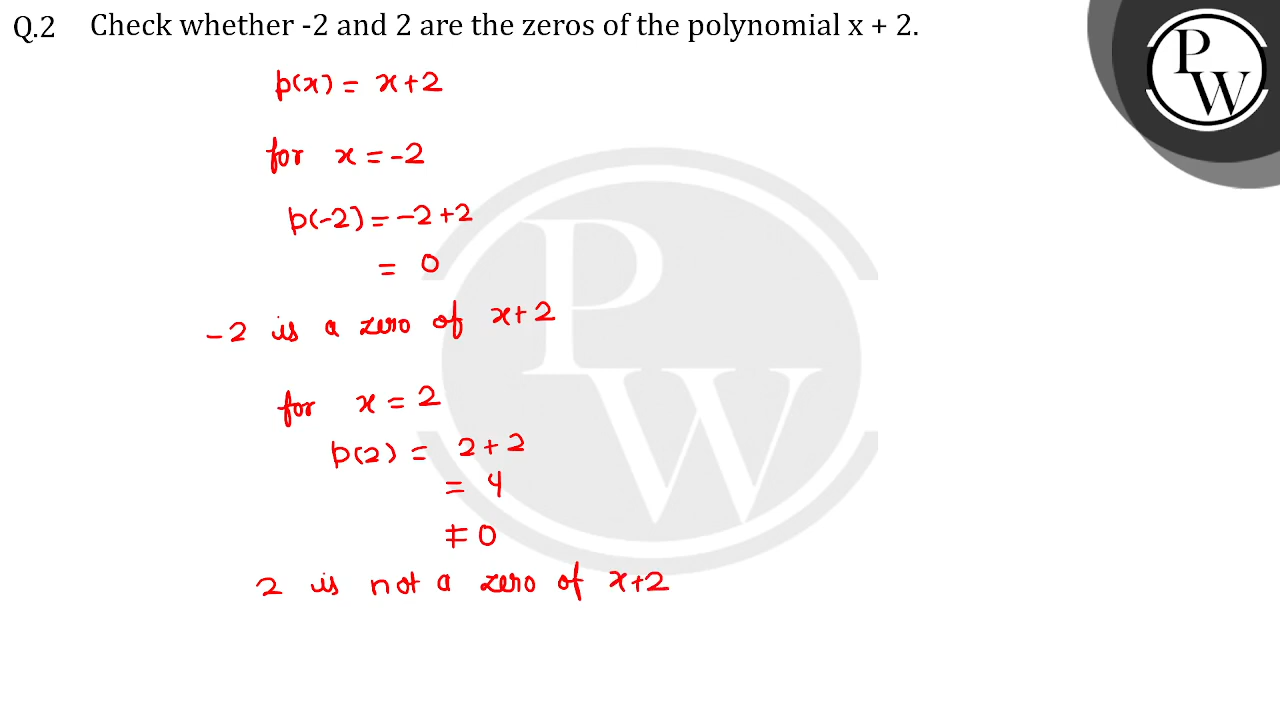 Q.2 Check whether -2 and 2 are the zeros of the polynomial x + 2.
PW
p(x) = x+2
for x = -2
p(-2) = -2+2
= 0
-2 is a zero of x+2
for x = 2
p(2) = 2+2
= 4
≠ 0
2 is not a zero of x+2
PW